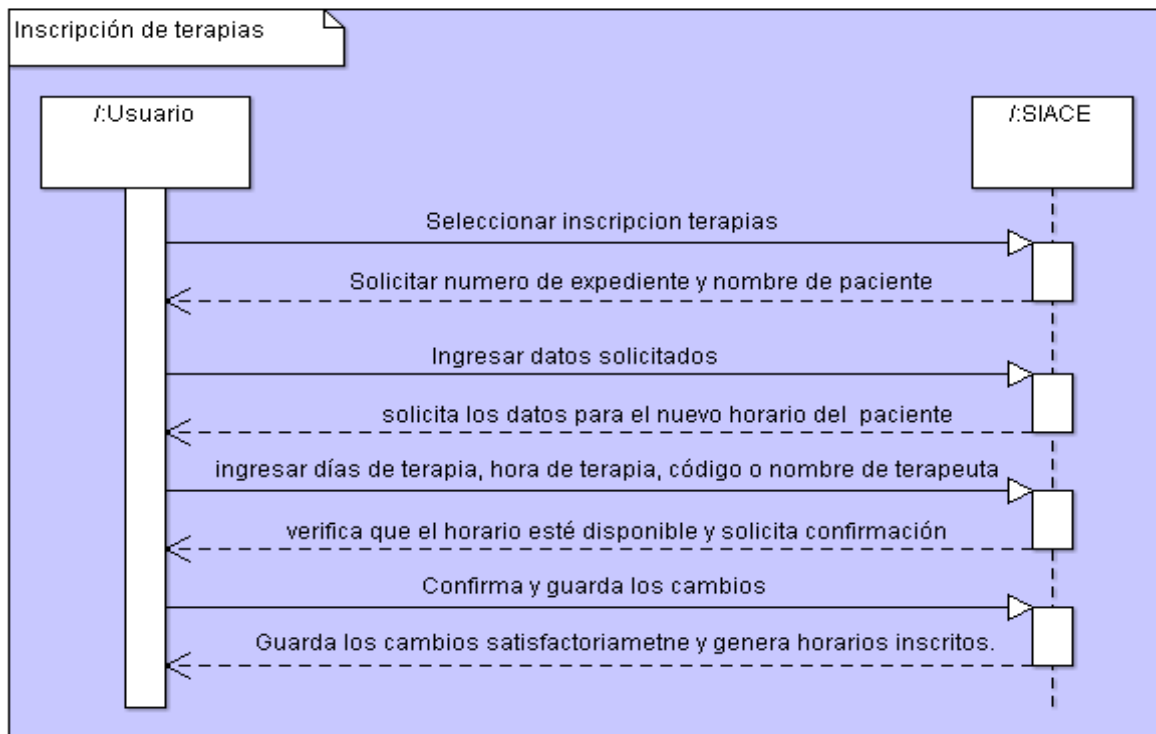 Inscripción de terapias
/:Usuario
/:SIACE
Seleccionar inscripcion terapias
Solicitar numero de expediente y nombre de paciente
Ingresar datos solicitados
solicita los datos para el nuevo horario del  paciente
ingresar días de terapia, hora de terapia, código o nombre de terapeuta
verifica que el horario esté disponible y solicita confirmación
Confirma y guarda los cambios
Guarda los cambios satisfactoriametne y genera horarios inscritos.